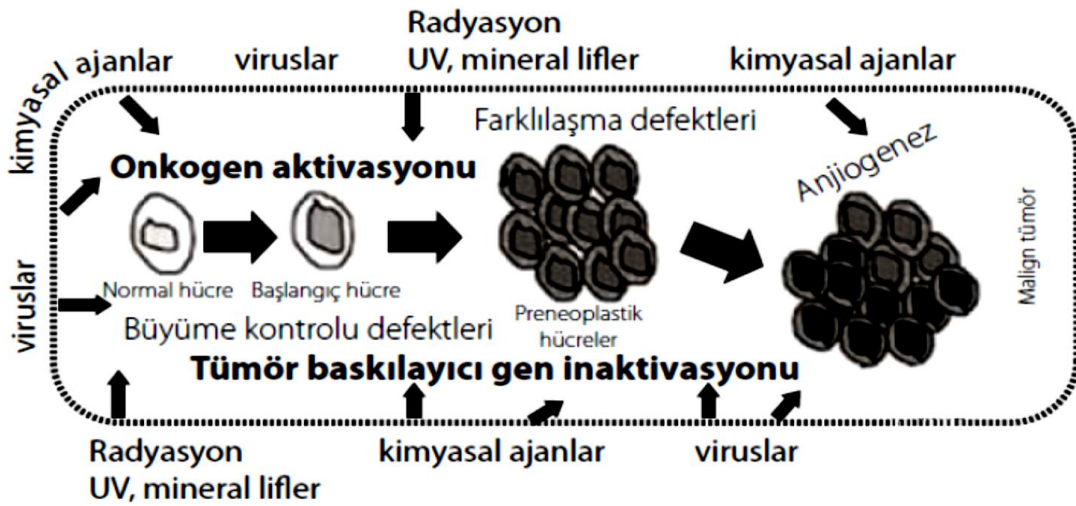 Radyasyon
UV, mineral lifler
kimyasal ajanlar
viruslar
kimyasal ajanlar
Farklılaşma defektleri
Onkogen aktivasyonu
Anjiogenez
Malign tümör
viruslar
Normal hücre
Başlangıç hücre
Preneoplastik
hücreler
Büyüme kontrolu defektleri
Tümör baskılayıcı gen inaktivasyonu
Radyasyon
UV, mineral lifler
kimyasal ajanlar
viruslar